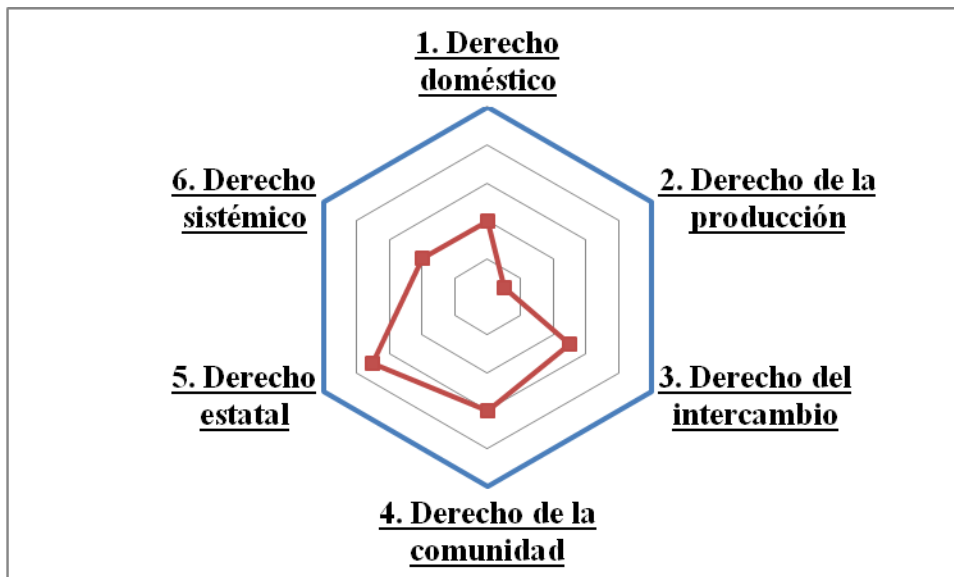 1. Derecho
doméstico
2. Derecho de la
producción
3. Derecho del
intercambio
4. Derecho de la
comunidad
5. Derecho
estatal
6. Derecho
sistémico